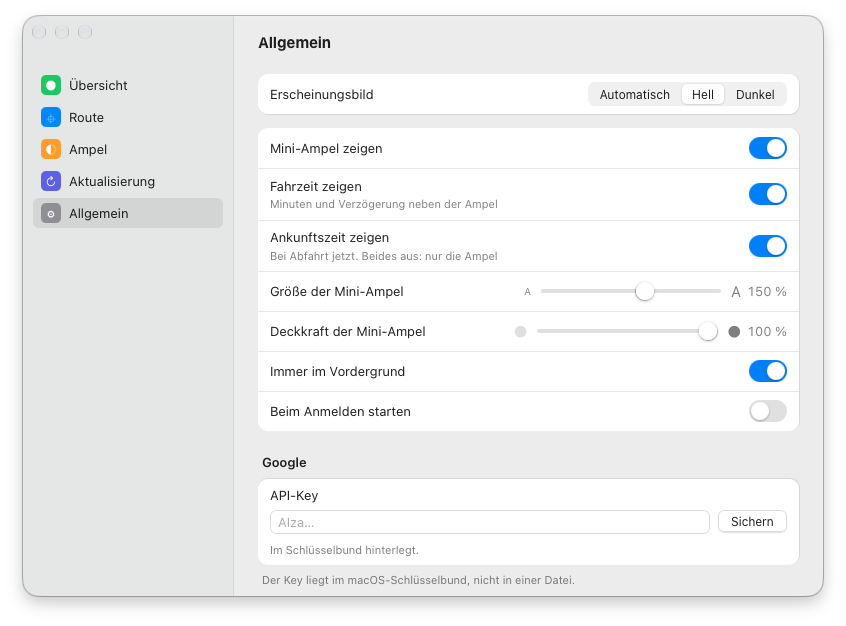 Allgemein
Übersicht
Route
Ampel
Aktualisierung
Allgemein
Erscheinungsbild
Automatisch Hell Dunkel
Mini-Ampel zeigen
Fahrzeit zeigen
Minuten und Verzögerung neben der Ampel
Ankunftszeit zeigen
Bei Abfahrt jetzt. Beides aus: nur die Ampel
Größe der Mini-Ampel A A 150 %
Deckkraft der Mini-Ampel 100 %
Immer im Vordergrund
Beim Anmelden starten
Google
API-Key
AIza...
Sichern
Im Schlüsselbund hinterlegt.
Der Key liegt im macOS-Schlüsselbund, nicht in einer Datei.